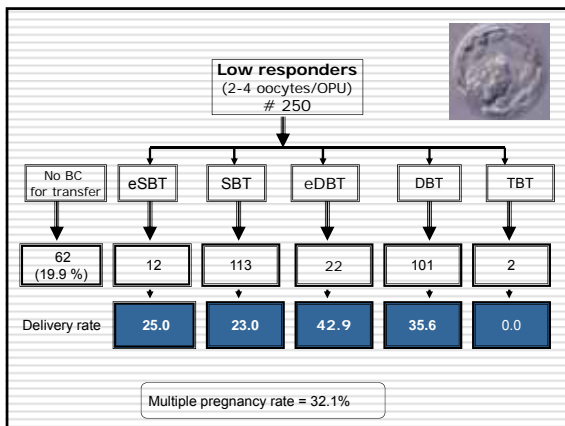 Low responders
(2-4 oocytes/OPU)
# 250
No BC
for transfer
eSBT
SBT
eDBT
DBT
TBT
62
(19.9 %)
12
113
22
101
2
Delivery rate
25.0
23.0
42.9
35.6
0.0
Multiple pregnancy rate = 32.1%